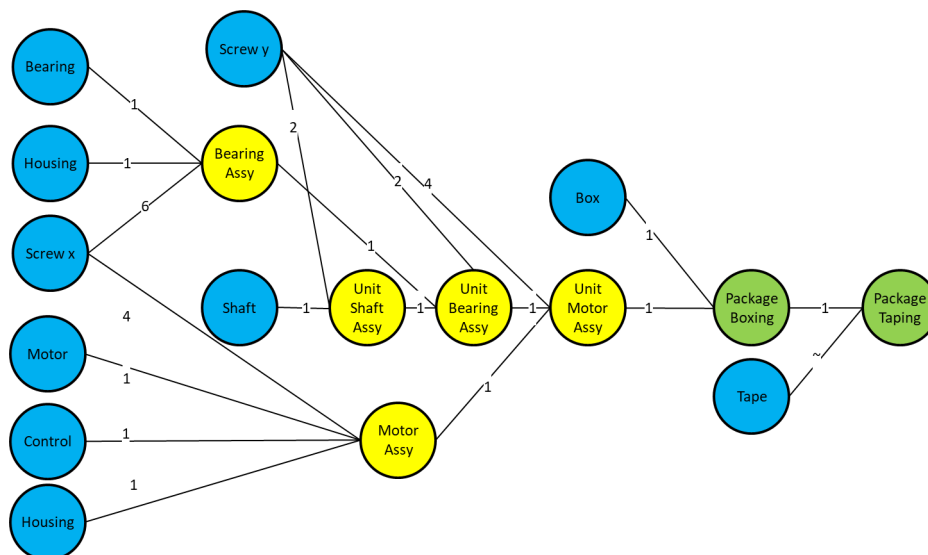 Bearing
Screw y
1
2
Housing
1
Bearing
Assy
2
4
Screw x
6
Box
1
1
Shaft
1
Unit
Shaft
Assy
1
Unit
Bearing
Assy
1
Unit
Motor
Assy
1
Package
Boxing
1
Package
Taping
4
Motor
1
~
1
Tape
Control
1
Motor
Assy
1
Housing